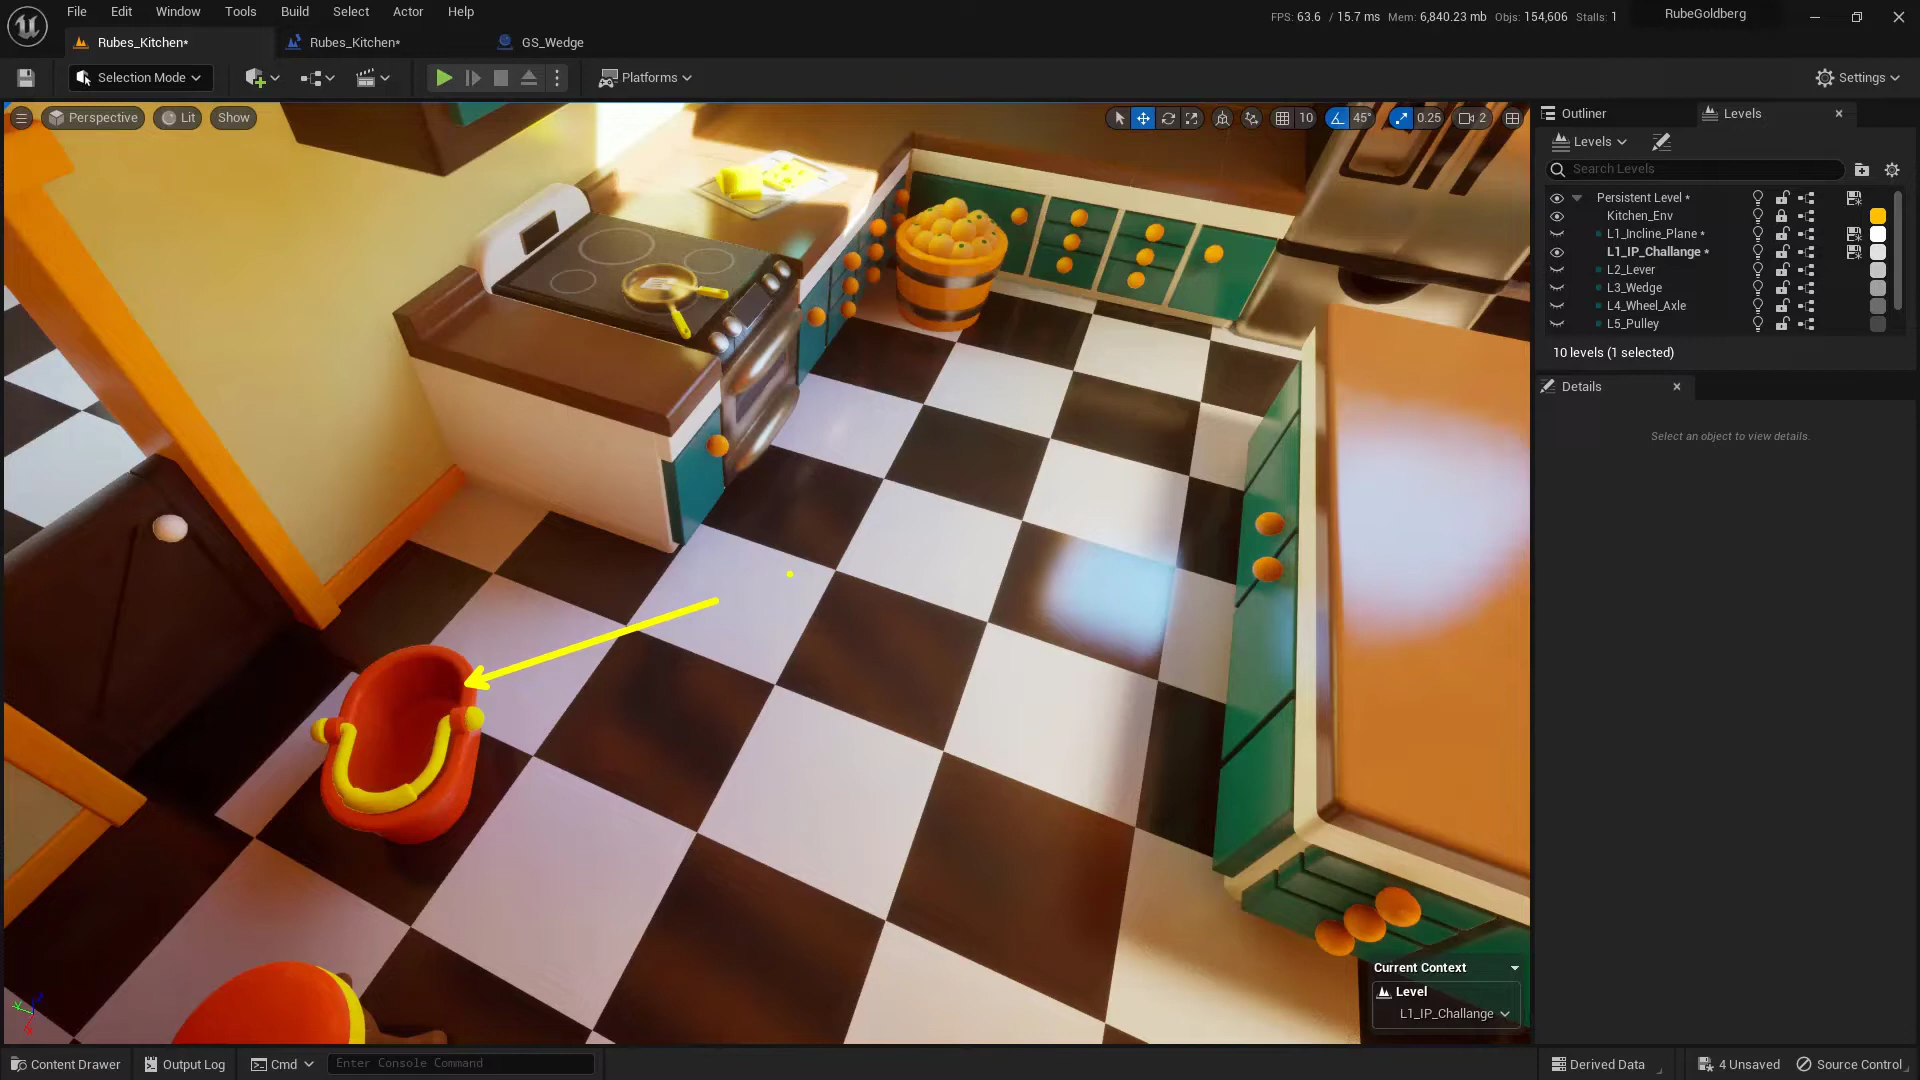 File Edit Window Tools Build Select Actor Help
FPS: 63.6 / 15.7 ms Mem: 6,840.23 mb Objs: 154,606 Stalls: 1
RubeGoldberg
Rubes_Kitchen*
Rubes_Kitchen*
GS_Wedge
Selection Mode
Platforms
Settings
Perspective
Lit
Show
10
45°
0.25
2
Outliner
Levels
Levels
Search Levels
Persistent Level *
Kitchen_Env
L1_Incline_Plane *
L1_IP_Challange *
L2_Lever
L3_Wedge
L4_Wheel_Axle
L5_Pulley
10 levels (1 selected)
Details
Select an object to view details.
Current Context
Level
L1_IP_Challange
Content Drawer
Output Log
Cmd
Enter Console Command
Derived Data
4 Unsaved
Source Control